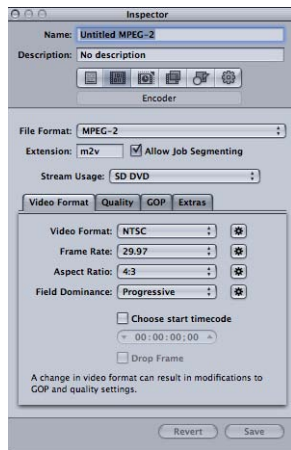 Inspector
Name: Untitled MPEG-2
Description: No description
Encoder
File Format: MPEG-2
Extension: m2v Allow Job Segmenting
Stream Usage: SD DVD
Video Format Quality GOP Extras
Video Format: NTSC
Frame Rate: 29.97
Aspect Ratio: 4:3
Field Dominance: Progressive
Choose start timecode
00:00:00;00
Drop Frame
A change in video format can result in modifications to
GOP and quality settings.
Revert Save